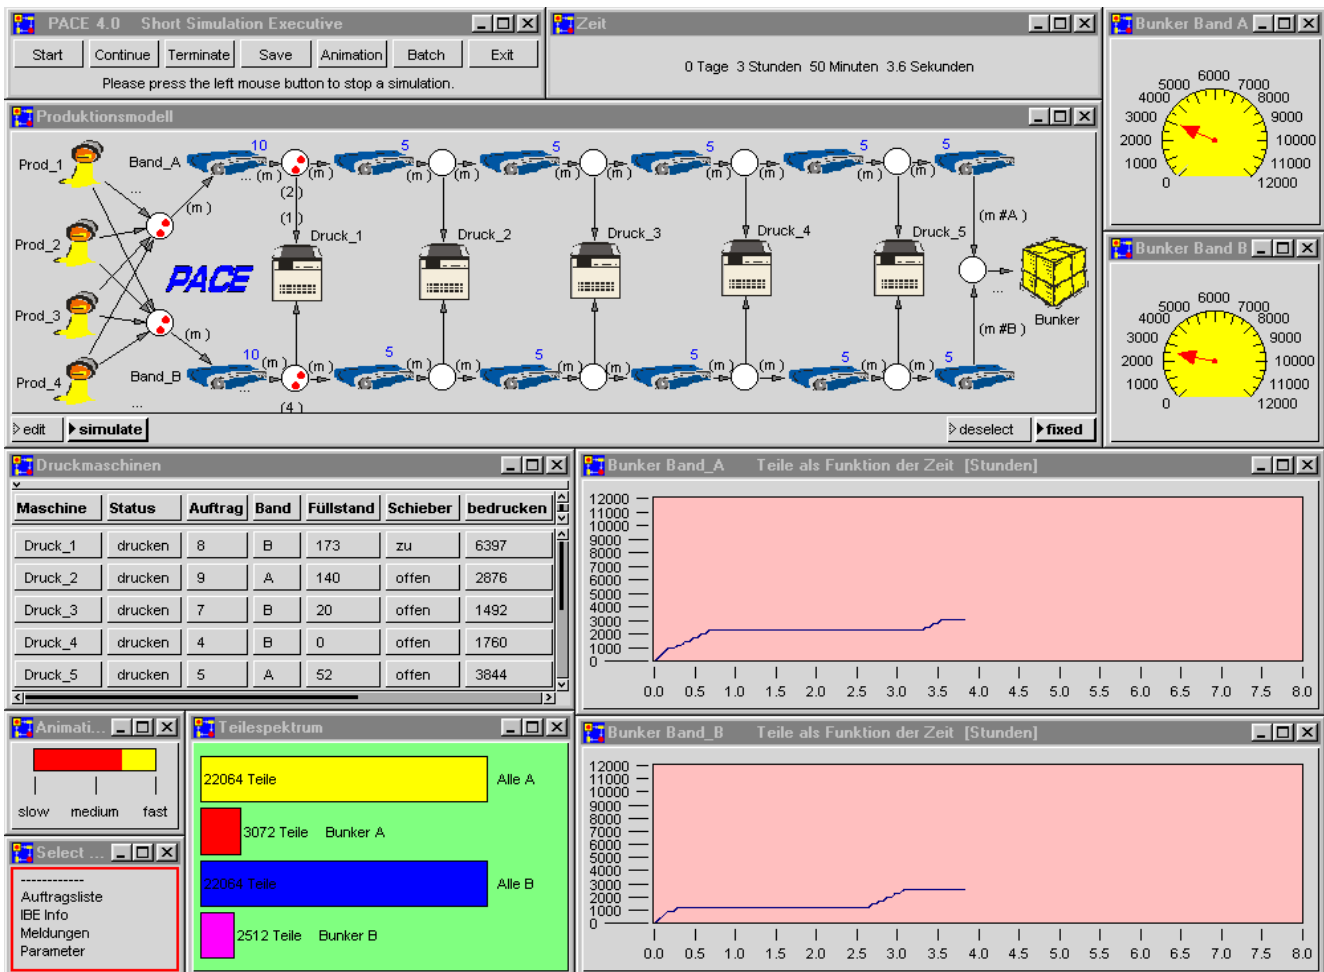 PACE 4.0 Short Simulation Executive
Start Continue Terminate Save Animation Batch Exit
Please press the left mouse button to stop a simulation.
Zeit
0 Tage 3 Stunden 50 Minuten 3.6 Sekunden
Bunker Band A
0 1000 2000 3000 4000 5000 6000 7000 8000 9000 10000 11000 12000
Bunker Band B
0 1000 2000 3000 4000 5000 6000 7000 8000 9000 10000 11000 12000
Produktionsmodell
10 5 5 5 5 5
Prod_1 Band_A
... ... (m) (m) (m) (m) (m) (m) (m) (m) (m) (m)
(m) (2)
(1) (m #A)
Prod_2 Druck_1 Druck_2 Druck_3 Druck_4 Druck_5
PACE
...
Prod_3 Bunker
(m) (m #B)
10 5 5 5 5 5
(m) (m) (m) (m) (m) (m) (m) (m) (m) (m)
Prod_4 Band_B
... ...
(4)
edit simulate deselect fixed
Druckmaschinen
Maschine Status Auftrag Band Füllstand Schieber bedrucken
Druck_1 drucken 8 B 173 zu 6397
Druck_2 drucken 9 A 140 offen 2876
Druck_3 drucken 7 B 20 offen 1492
Druck_4 drucken 4 B 0 offen 1760
Druck_5 drucken 5 A 52 offen 3844
Bunker Band_A Teile als Funktion der Zeit [Stunden]
12000
11000
10000
9000
8000
7000
6000
5000
4000
3000
2000
1000
0
0.0 0.5 1.0 1.5 2.0 2.5 3.0 3.5 4.0 4.5 5.0 5.5 6.0 6.5 7.0 7.5 8.0
Animati...
slow medium fast
Select ...
------------
Auftragsliste
IBE Info
Meldungen
Parameter
Teilespektrum
22064 Teile Alle A
3072 Teile Bunker A
22064 Teile Alle B
2512 Teile Bunker B
Bunker Band_B Teile als Funktion der Zeit [Stunden]
12000
11000
10000
9000
8000
7000
6000
5000
4000
3000
2000
1000
0
0.0 0.5 1.0 1.5 2.0 2.5 3.0 3.5 4.0 4.5 5.0 5.5 6.0 6.5 7.0 7.5 8.0